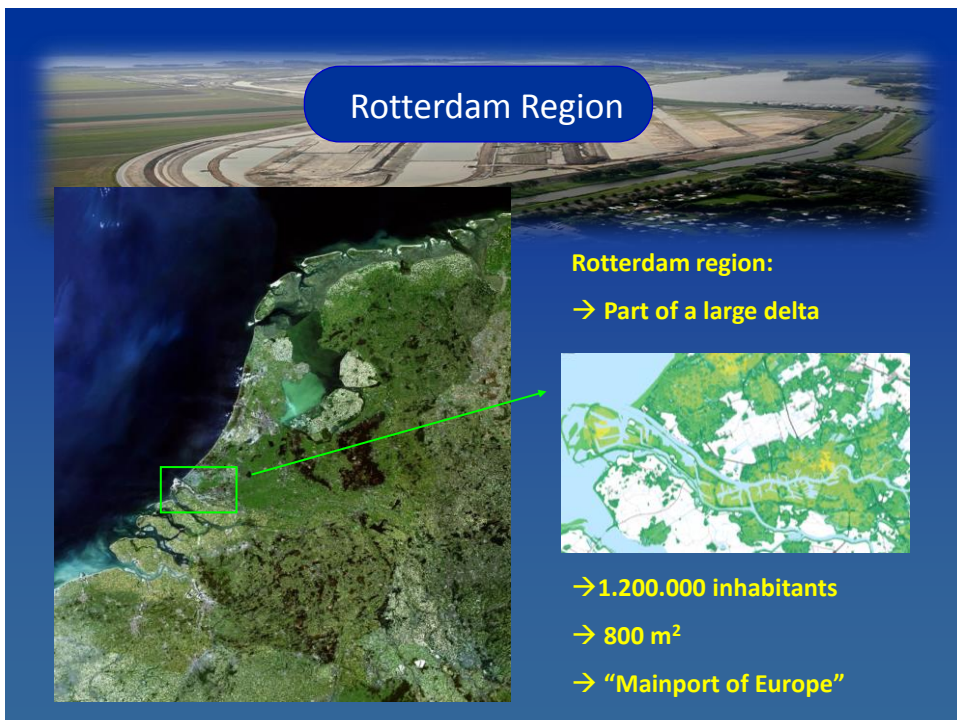 Rotterdam Region
Rotterdam region:
→ Part of a large delta
→1.200.000 inhabitants
→ 800 m²
→ “Mainport of Europe”